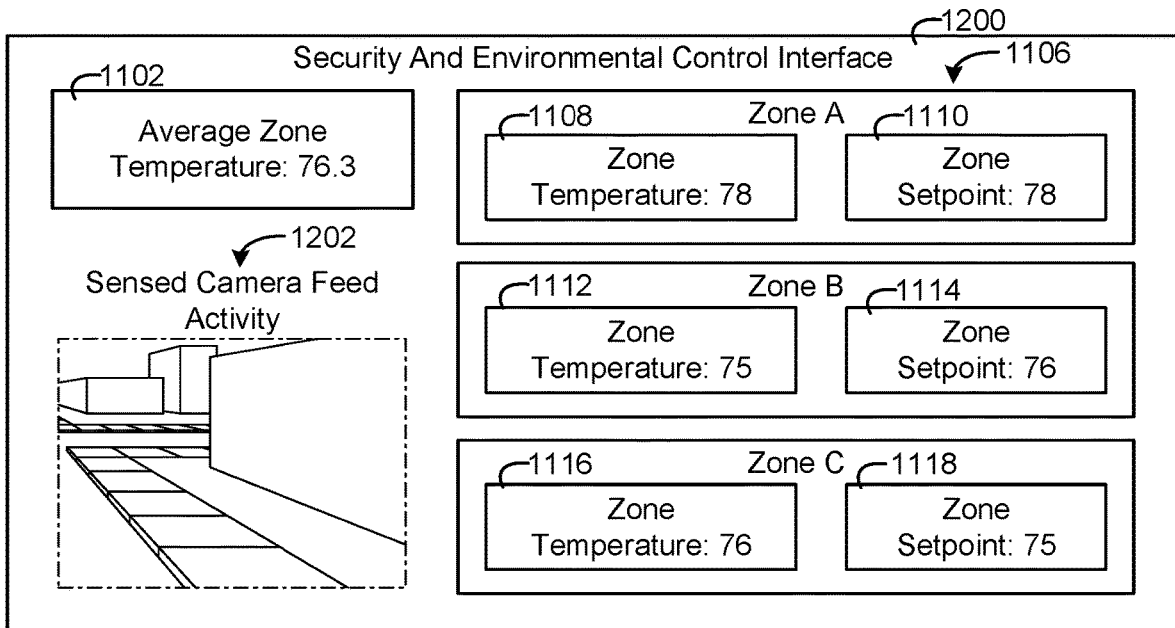 1200
Security And Environmental Control Interface
1106
1102
Average Zone
Temperature: 76.3
1202
Sensed Camera Feed
Activity
Zone A
1108
Zone
Temperature: 78
1110
Zone
Setpoint: 78
Zone B
1112
Zone
Temperature: 75
1114
Zone
Setpoint: 76
Zone C
1116
Zone
Temperature: 76
1118
Zone
Setpoint: 75